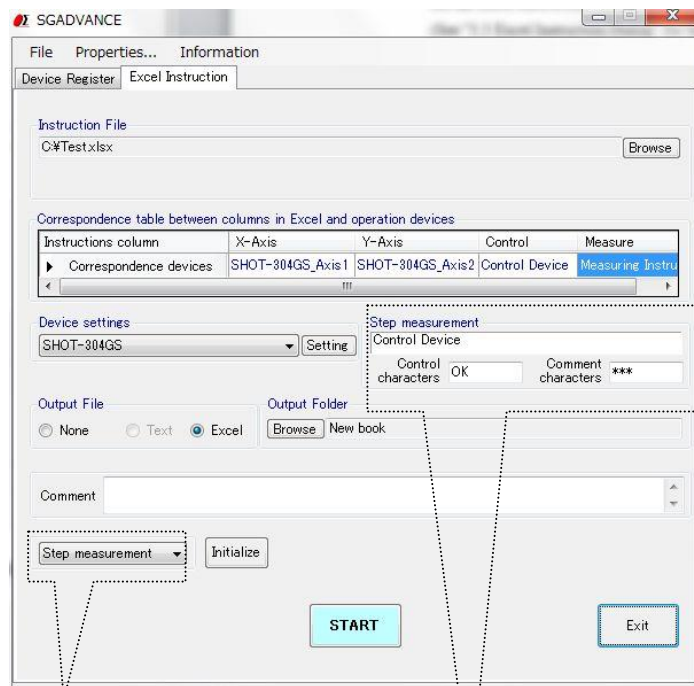 SGADVANCE
File Properties... Information
Device Register Excel Instruction
Instruction File
C:¥Test.xlsx Browse
Correspondence table between columns in Excel and operation devices
Instructions column X-Axis Y-Axis Control Measure
Correspondence devices SHOT-304GS_Axis1 SHOT-304GS_Axis2 Control Device Measuring Instru
Device settings Step measurement
SHOT-304GS Setting Control Device
Control characters OK Comment characters ***
Output File Output Folder
None Text Excel Browse New book
Comment
Step measurement Initialize
START Exit